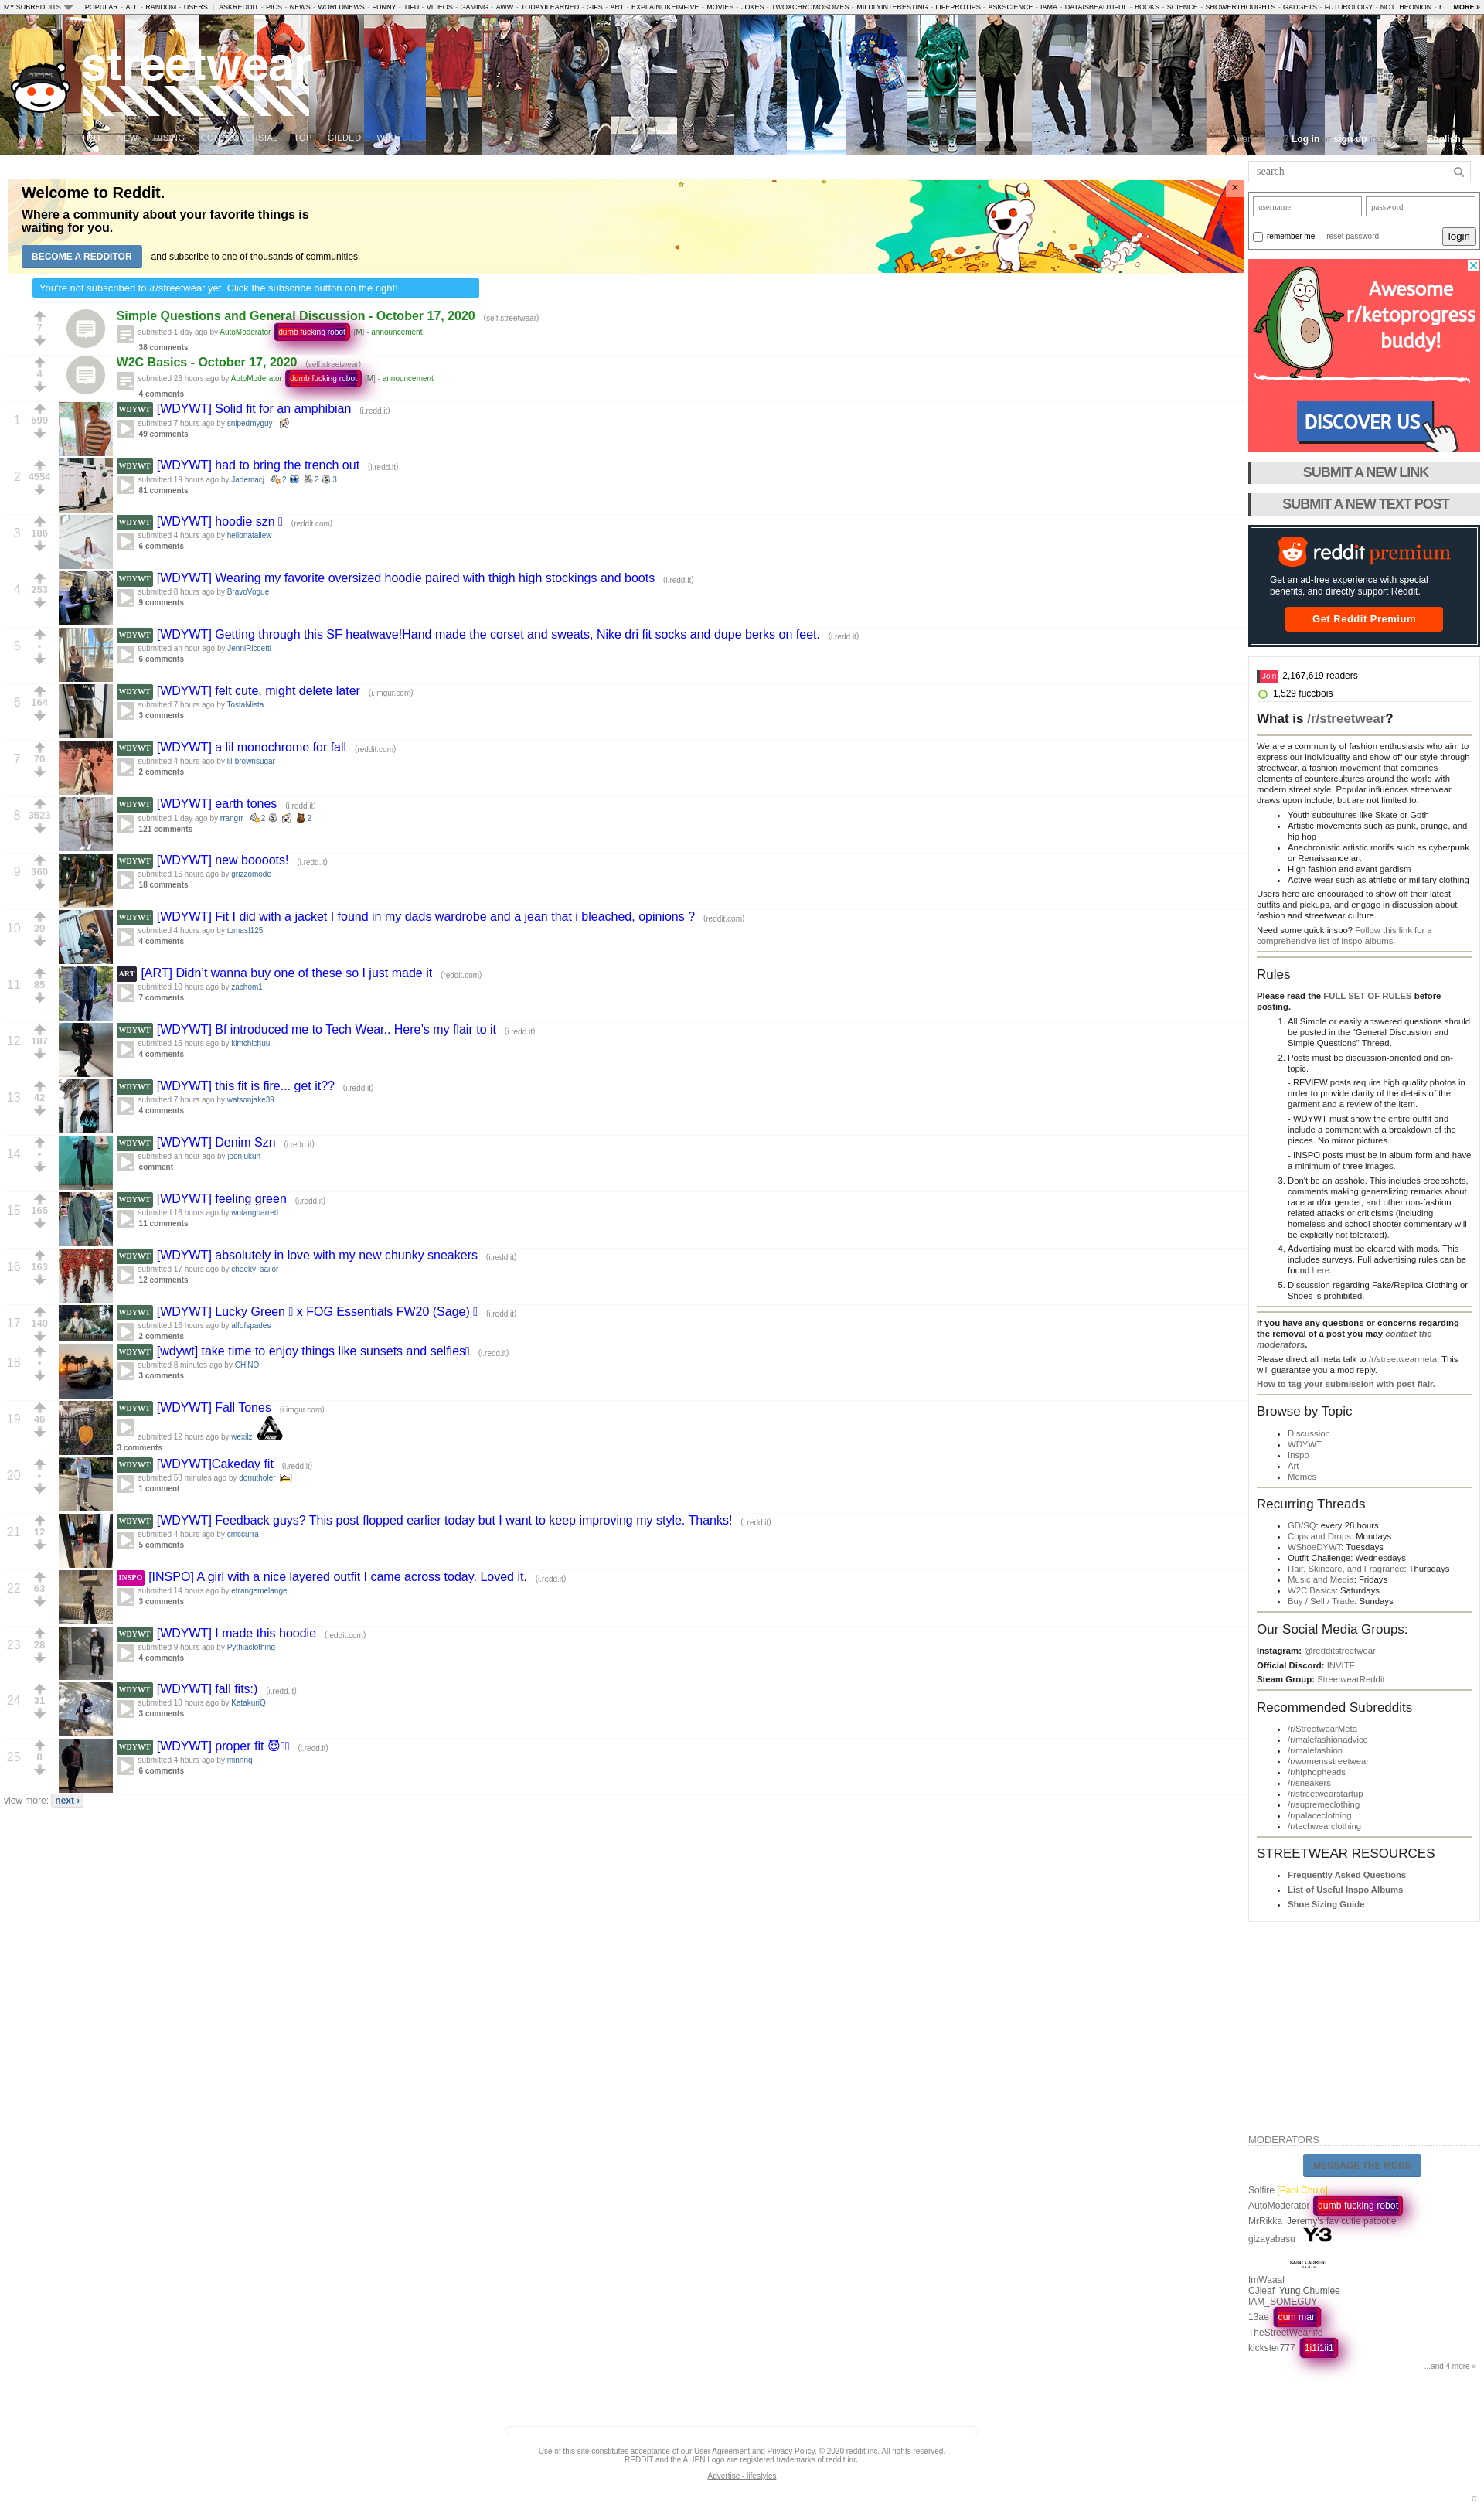 MY SUBREDDITS POPULAR - ALL - RANDOM - USERS | ASKREDDIT - PICS - NEWS - WORLDNEWS - FUNNY - TIFU - VIDEOS - GAMING - AWW - TODAYILEARNED - GIFS - ART - EXPLAINLIKEIMFIVE - MOVIES - JOKES - TWOXCHROMOSOMES - MILDLYINTERESTING - LIFEPROTIPS - ASKSCIENCE - IAMA - DATAISBEAUTIFUL - BOOKS - SCIENCE - SHOWERTHOUGHTS - GADGETS - FUTUROLOGY - NOTTHEONION - MORE »
streetwear
NEW RISING CONTROVERSIAL TOP GILDED
Log in sign up English
Welcome to Reddit.
Where a community about your favorite things is
waiting for you.
BECOME A REDDITOR and subscribe to one of thousands of communities.
You're not subscribed to /r/streetwear yet. Click the subscribe button on the right!
7
Simple Questions and General Discussion - October 17, 2020 (self.streetwear)
submitted 1 day ago by AutoModerator dumb fucking robot [M] - announcement
38 comments
4
W2C Basics - October 17, 2020 (self.streetwear)
submitted 23 hours ago by AutoModerator dumb fucking robot [M] - announcement
4 comments
1 599
WDYWT [WDYWT] Solid fit for an amphibian (i.redd.it)
submitted 7 hours ago by snipedmyguy
49 comments
2 4554
WDYWT [WDYWT] had to bring the trench out (i.redd.it)
submitted 19 hours ago by Jademacj 2 2 3
81 comments
3 186
WDYWT [WDYWT] hoodie szn (reddit.com)
submitted 4 hours ago by hellonataliew
6 comments
4 253
WDYWT [WDYWT] Wearing my favorite oversized hoodie paired with thigh high stockings and boots (i.redd.it)
submitted 8 hours ago by BravoVogue
9 comments
5 •
WDYWT [WDYWT] Getting through this SF heatwave!Hand made the corset and sweats, Nike dri fit socks and dupe berks on feet. (i.redd.it)
submitted an hour ago by JenniRiccetti
6 comments
6 164
WDYWT [WDYWT] felt cute, might delete later (i.imgur.com)
submitted 7 hours ago by TostaMista
3 comments
7 70
WDYWT [WDYWT] a lil monochrome for fall (reddit.com)
submitted 4 hours ago by lil-brownsugar
2 comments
8 3523
WDYWT [WDYWT] earth tones (i.redd.it)
submitted 1 day ago by rrangrr 2 2
121 comments
9 360
WDYWT [WDYWT] new boooots! (i.redd.it)
submitted 16 hours ago by grizzomode
18 comments
10 39
WDYWT [WDYWT] Fit I did with a jacket I found in my dads wardrobe and a jean that i bleached, opinions ? (reddit.com)
submitted 4 hours ago by tomasf125
4 comments
11 85
ART [ART] Didn’t wanna buy one of these so I just made it (reddit.com)
submitted 10 hours ago by zachom1
7 comments
12 187
WDYWT [WDYWT] Bf introduced me to Tech Wear.. Here’s my flair to it (i.redd.it)
submitted 15 hours ago by kimchichuu
4 comments
13 42
WDYWT [WDYWT] this fit is fire... get it?? (i.redd.it)
submitted 7 hours ago by watsonjake39
4 comments
14 •
WDYWT [WDYWT] Denim Szn (i.redd.it)
submitted an hour ago by joonjukun
comment
15 165
WDYWT [WDYWT] feeling green (i.redd.it)
submitted 16 hours ago by wutangbarrett
11 comments
16 163
WDYWT [WDYWT] absolutely in love with my new chunky sneakers (i.redd.it)
submitted 17 hours ago by cheeky_sailor
12 comments
17 140
WDYWT [WDYWT] Lucky Green x FOG Essentials FW20 (Sage) (i.redd.it)
submitted 16 hours ago by alfofspades
2 comments
18 •
WDYWT [wdywt] take time to enjoy things like sunsets and selfies (i.redd.it)
submitted 8 minutes ago by CHlNO
3 comments
19 46
WDYWT [WDYWT] Fall Tones (i.imgur.com)
submitted 12 hours ago by wexilz
3 comments
20 •
WDYWT [WDYWT]Cakeday fit (i.redd.it)
submitted 58 minutes ago by donutholer
1 comment
21 12
WDYWT [WDYWT] Feedback guys? This post flopped earlier today but I want to keep improving my style. Thanks! (i.redd.it)
submitted 4 hours ago by cmccurra
5 comments
22 63
INSPO [INSPO] A girl with a nice layered outfit I came across today. Loved it. (i.redd.it)
submitted 14 hours ago by etrangemelange
3 comments
23 28
WDYWT [WDYWT] I made this hoodie (reddit.com)
submitted 9 hours ago by Pythiaclothing
4 comments
24 31
WDYWT [WDYWT] fall fits:) (i.redd.it)
submitted 10 hours ago by KatakuriQ
3 comments
25 8
WDYWT [WDYWT] proper fit 😈 (i.redd.it)
submitted 4 hours ago by minnnq
6 comments
view more: next ›
search
username password
remember me reset password login
Awesome
r/ketoprogress
buddy!
DISCOVER US
SUBMIT A NEW LINK
SUBMIT A NEW TEXT POST
reddit premium
Get an ad-free experience with special
benefits, and directly support Reddit.
Get Reddit Premium
Join 2,167,619 readers
1,529 fuccbois
What is /r/streetwear?
We are a community of fashion enthusiasts who aim to
express our individuality and show off our style through
streetwear, a fashion movement that combines
elements of countercultures around the world with
modern street style. Popular influences streetwear
draws upon include, but are not limited to:
• Youth subcultures like Skate or Goth
• Artistic movements such as punk, grunge, and
hip hop
• Anachronistic artistic motifs such as cyberpunk
or Renaissance art
• High fashion and avant gardism
• Active-wear such as athletic or military clothing
Users here are encouraged to show off their latest
outfits and pickups, and engage in discussion about
fashion and streetwear culture.
Need some quick inspo? Follow this link for a
comprehensive list of inspo albums.
Rules
Please read the FULL SET OF RULES before
posting.
1. All Simple or easily answered questions should
be posted in the "General Discussion and
Simple Questions" Thread.
2. Posts must be discussion-oriented and on-
topic.
- REVIEW posts require high quality photos in
order to provide clarity of the details of the
garment and a review of the item.
- WDYWT must show the entire outfit and
include a comment with a breakdown of the
pieces. No mirror pictures.
- INSPO posts must be in album form and have
a minimum of three images.
3. Don't be an asshole. This includes creepshots,
comments making generalizing remarks about
race and/or gender, and other non-fashion
related attacks or criticisms (including
homeless and school shooter commentary will
be explicitly not tolerated).
4. Advertising must be cleared with mods. This
includes surveys. Full advertising rules can be
found here.
5. Discussion regarding Fake/Replica Clothing or
Shoes is prohibited.
If you have any questions or concerns regarding
the removal of a post you may contact the
moderators.
Please direct all meta talk to /r/streetwearmeta. This
will guarantee you a mod reply.
How to tag your submission with post flair.
Browse by Topic
• Discussion
• WDYWT
• Inspo
• Art
• Memes
Recurring Threads
• GD/SQ: every 28 hours
• Cops and Drops: Mondays
• WShoeDYWT: Tuesdays
• Outfit Challenge: Wednesdays
• Hair, Skincare, and Fragrance: Thursdays
• Music and Media: Fridays
• W2C Basics: Saturdays
• Buy / Sell / Trade: Sundays
Our Social Media Groups:
Instagram: @redditstreetwear
Official Discord: INVITE
Steam Group: StreetwearReddit
Recommended Subreddits
• /r/StreetwearMeta
• /r/malefashionadvice
• /r/malefashion
• /r/womensstreetwear
• /r/hiphopheads
• /r/sneakers
• /r/streetwearstartup
• /r/supremeclothing
• /r/palaceclothing
• /r/techwearclothing
STREETWEAR RESOURCES
• Frequently Asked Questions
• List of Useful Inspo Albums
• Shoe Sizing Guide
MODERATORS
MESSAGE THE MODS
Solfire [Papi Chulo]
AutoModerator dumb fucking robot
MrRikka Jeremy's fav cutie patootie
gizayabasu Y-3
SAINT LAURENT
PARIS
ImWaaal
CJleaf Yung Chumlee
IAM_SOMEGUY
13ae cum man
TheStreetWearlife
kickster777 1i1i1ii1
...and 4 more »
Use of this site constitutes acceptance of our User Agreement and Privacy Policy. © 2020 reddit inc. All rights reserved.
REDDIT and the ALIEN Logo are registered trademarks of reddit inc.
Advertise - lifestyles
π